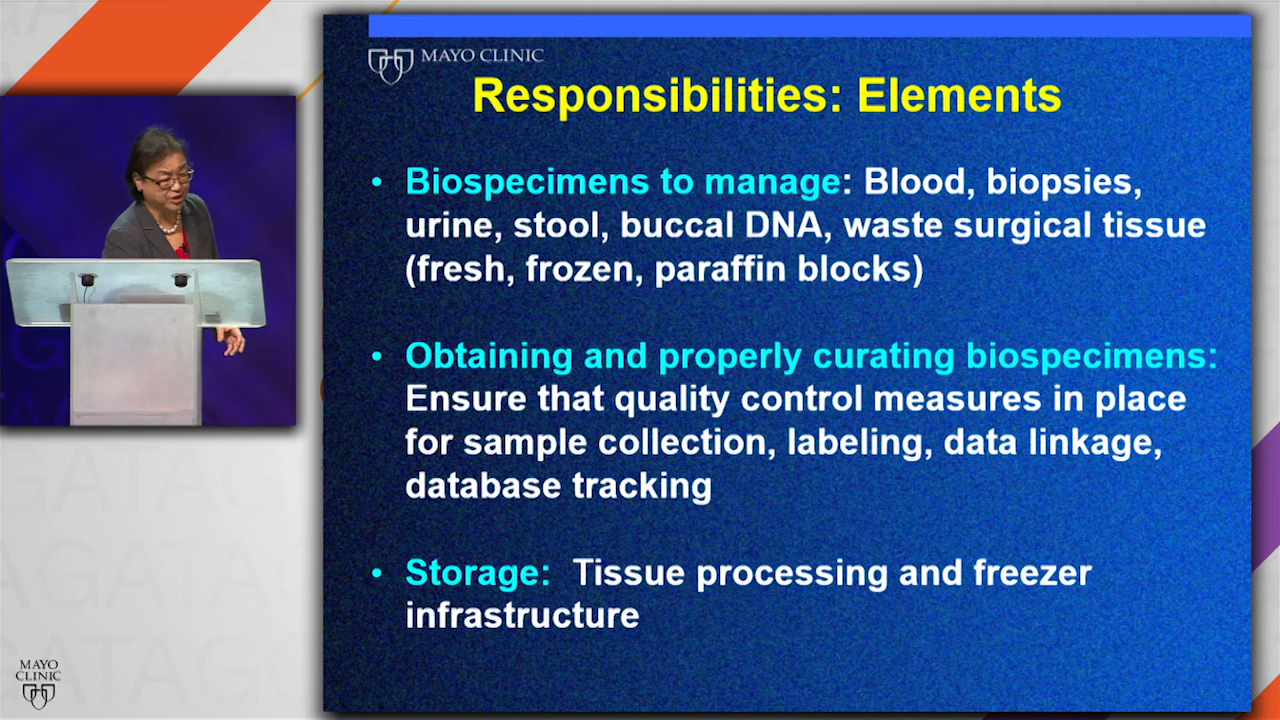 MAYO CLINIC
Responsibilities: Elements
• Biospecimens to manage: Blood, biopsies,
urine, stool, buccal DNA, waste surgical tissue
(fresh, frozen, paraffin blocks)
• Obtaining and properly curating biospecimens:
Ensure that quality control measures in place
for sample collection, labeling, data linkage,
database tracking
• Storage: Tissue processing and freezer
infrastructure
MAYO
CLINIC